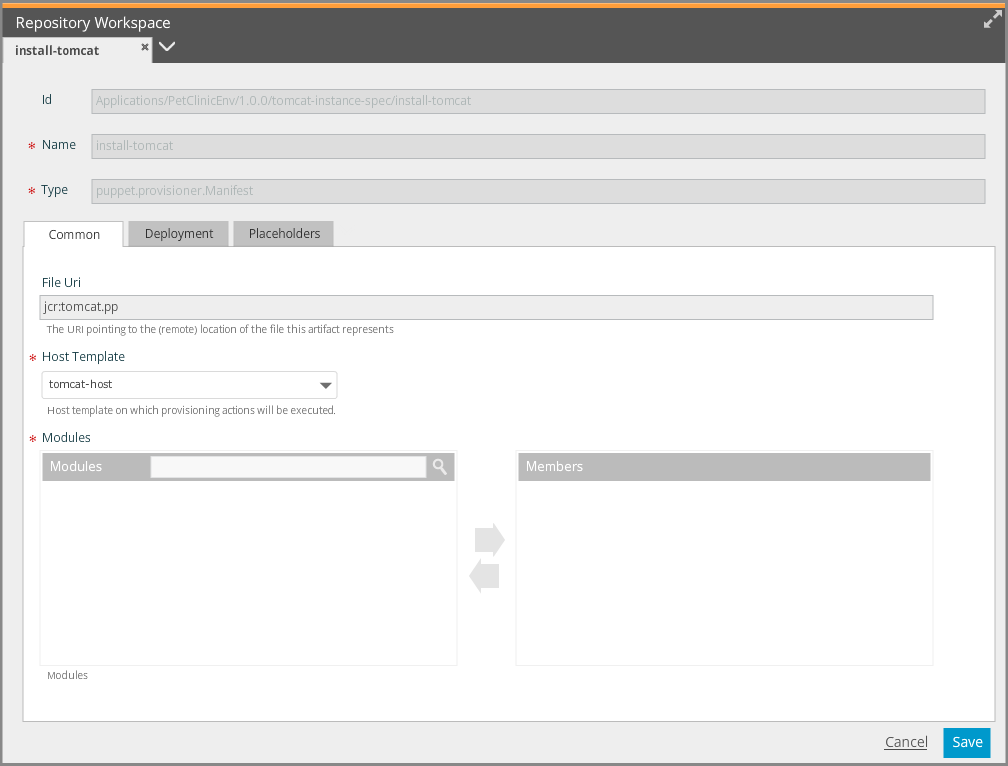 Repository Workspace
install-tomcat
Id
Applications/PetClinicEnv/1.0.0/tomcat-instance-spec/install-tomcat
* Name
install-tomcat
* Type
puppet.provisioner.Manifest
Common Deployment Placeholders
File Uri
jcr:tomcat.pp
The URI pointing to the (remote) location of the file this artifact represents
* Host Template
tomcat-host
Host template on which provisioning actions will be executed.
* Modules
Modules
Members
Modules
Cancel Save